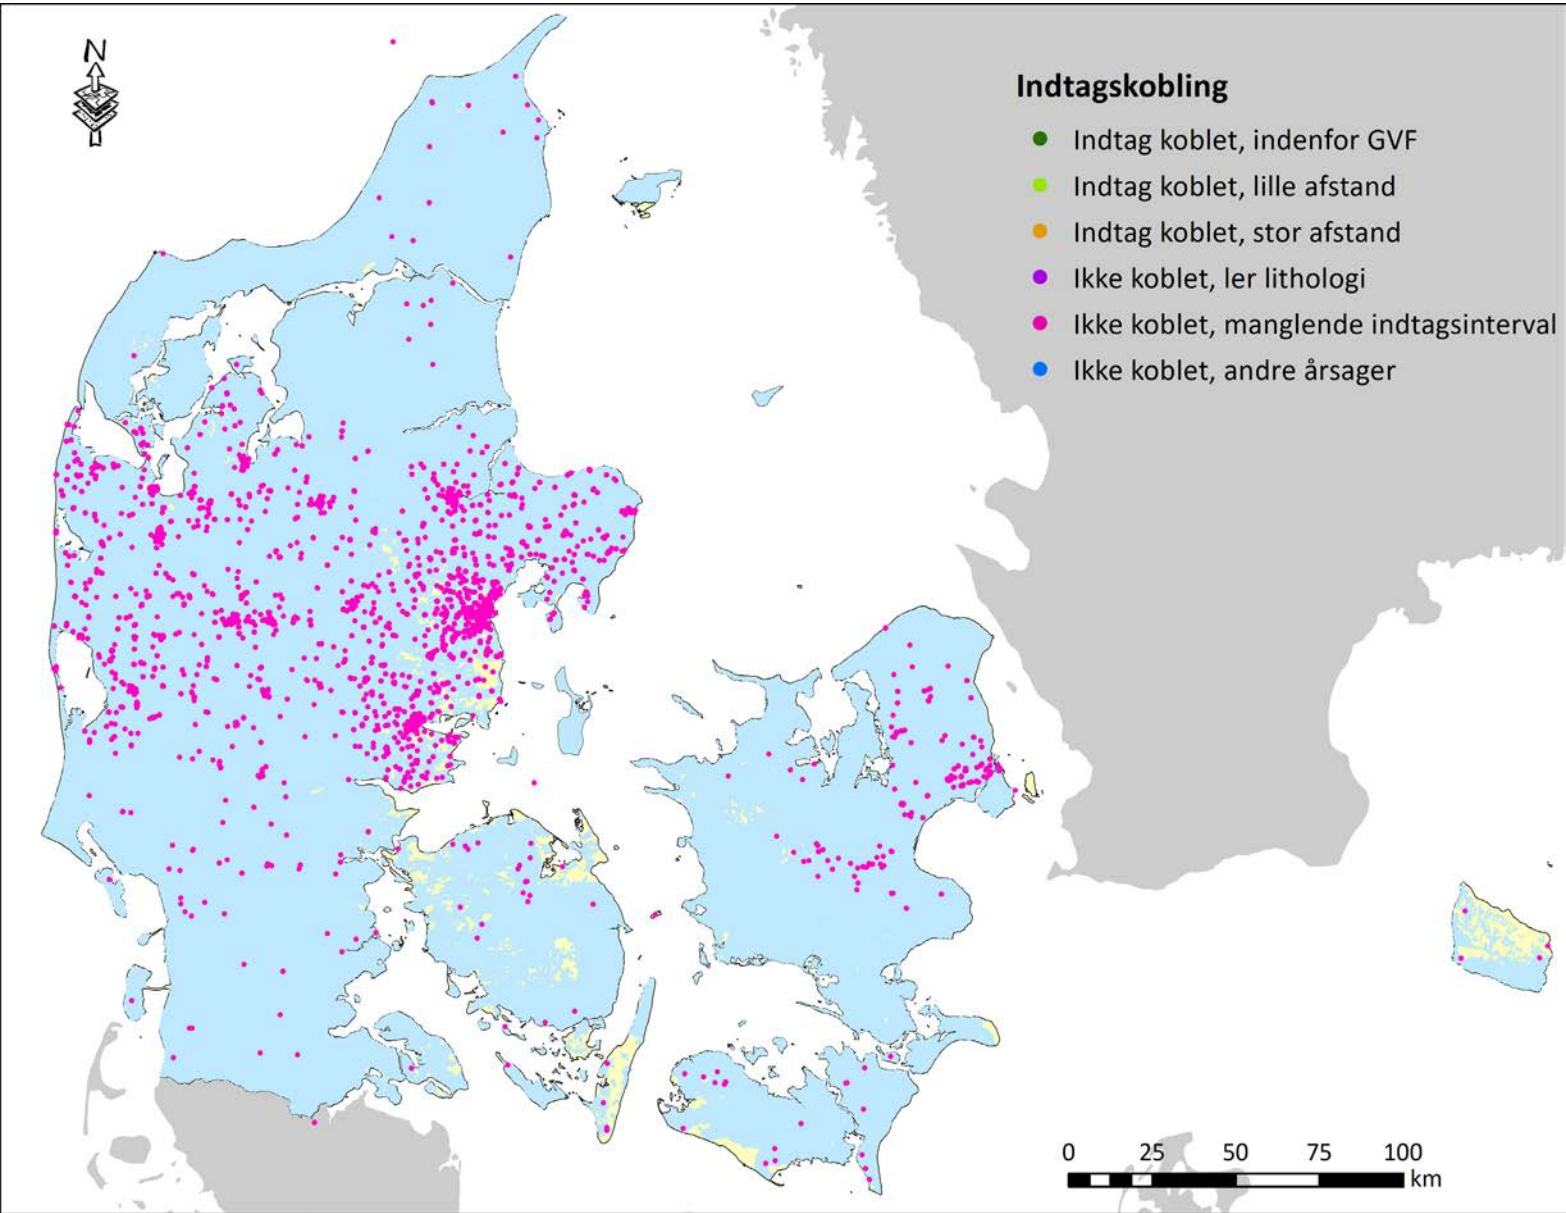 N
Indtagskobling
Indtag koblet, indenfor GVF
Indtag koblet, lille afstand
Indtag koblet, stor afstand
Ikke koblet, ler lithologi
Ikke koblet, manglende indtagsinterval
Ikke koblet, andre årsager
0 25 50 75 100
km